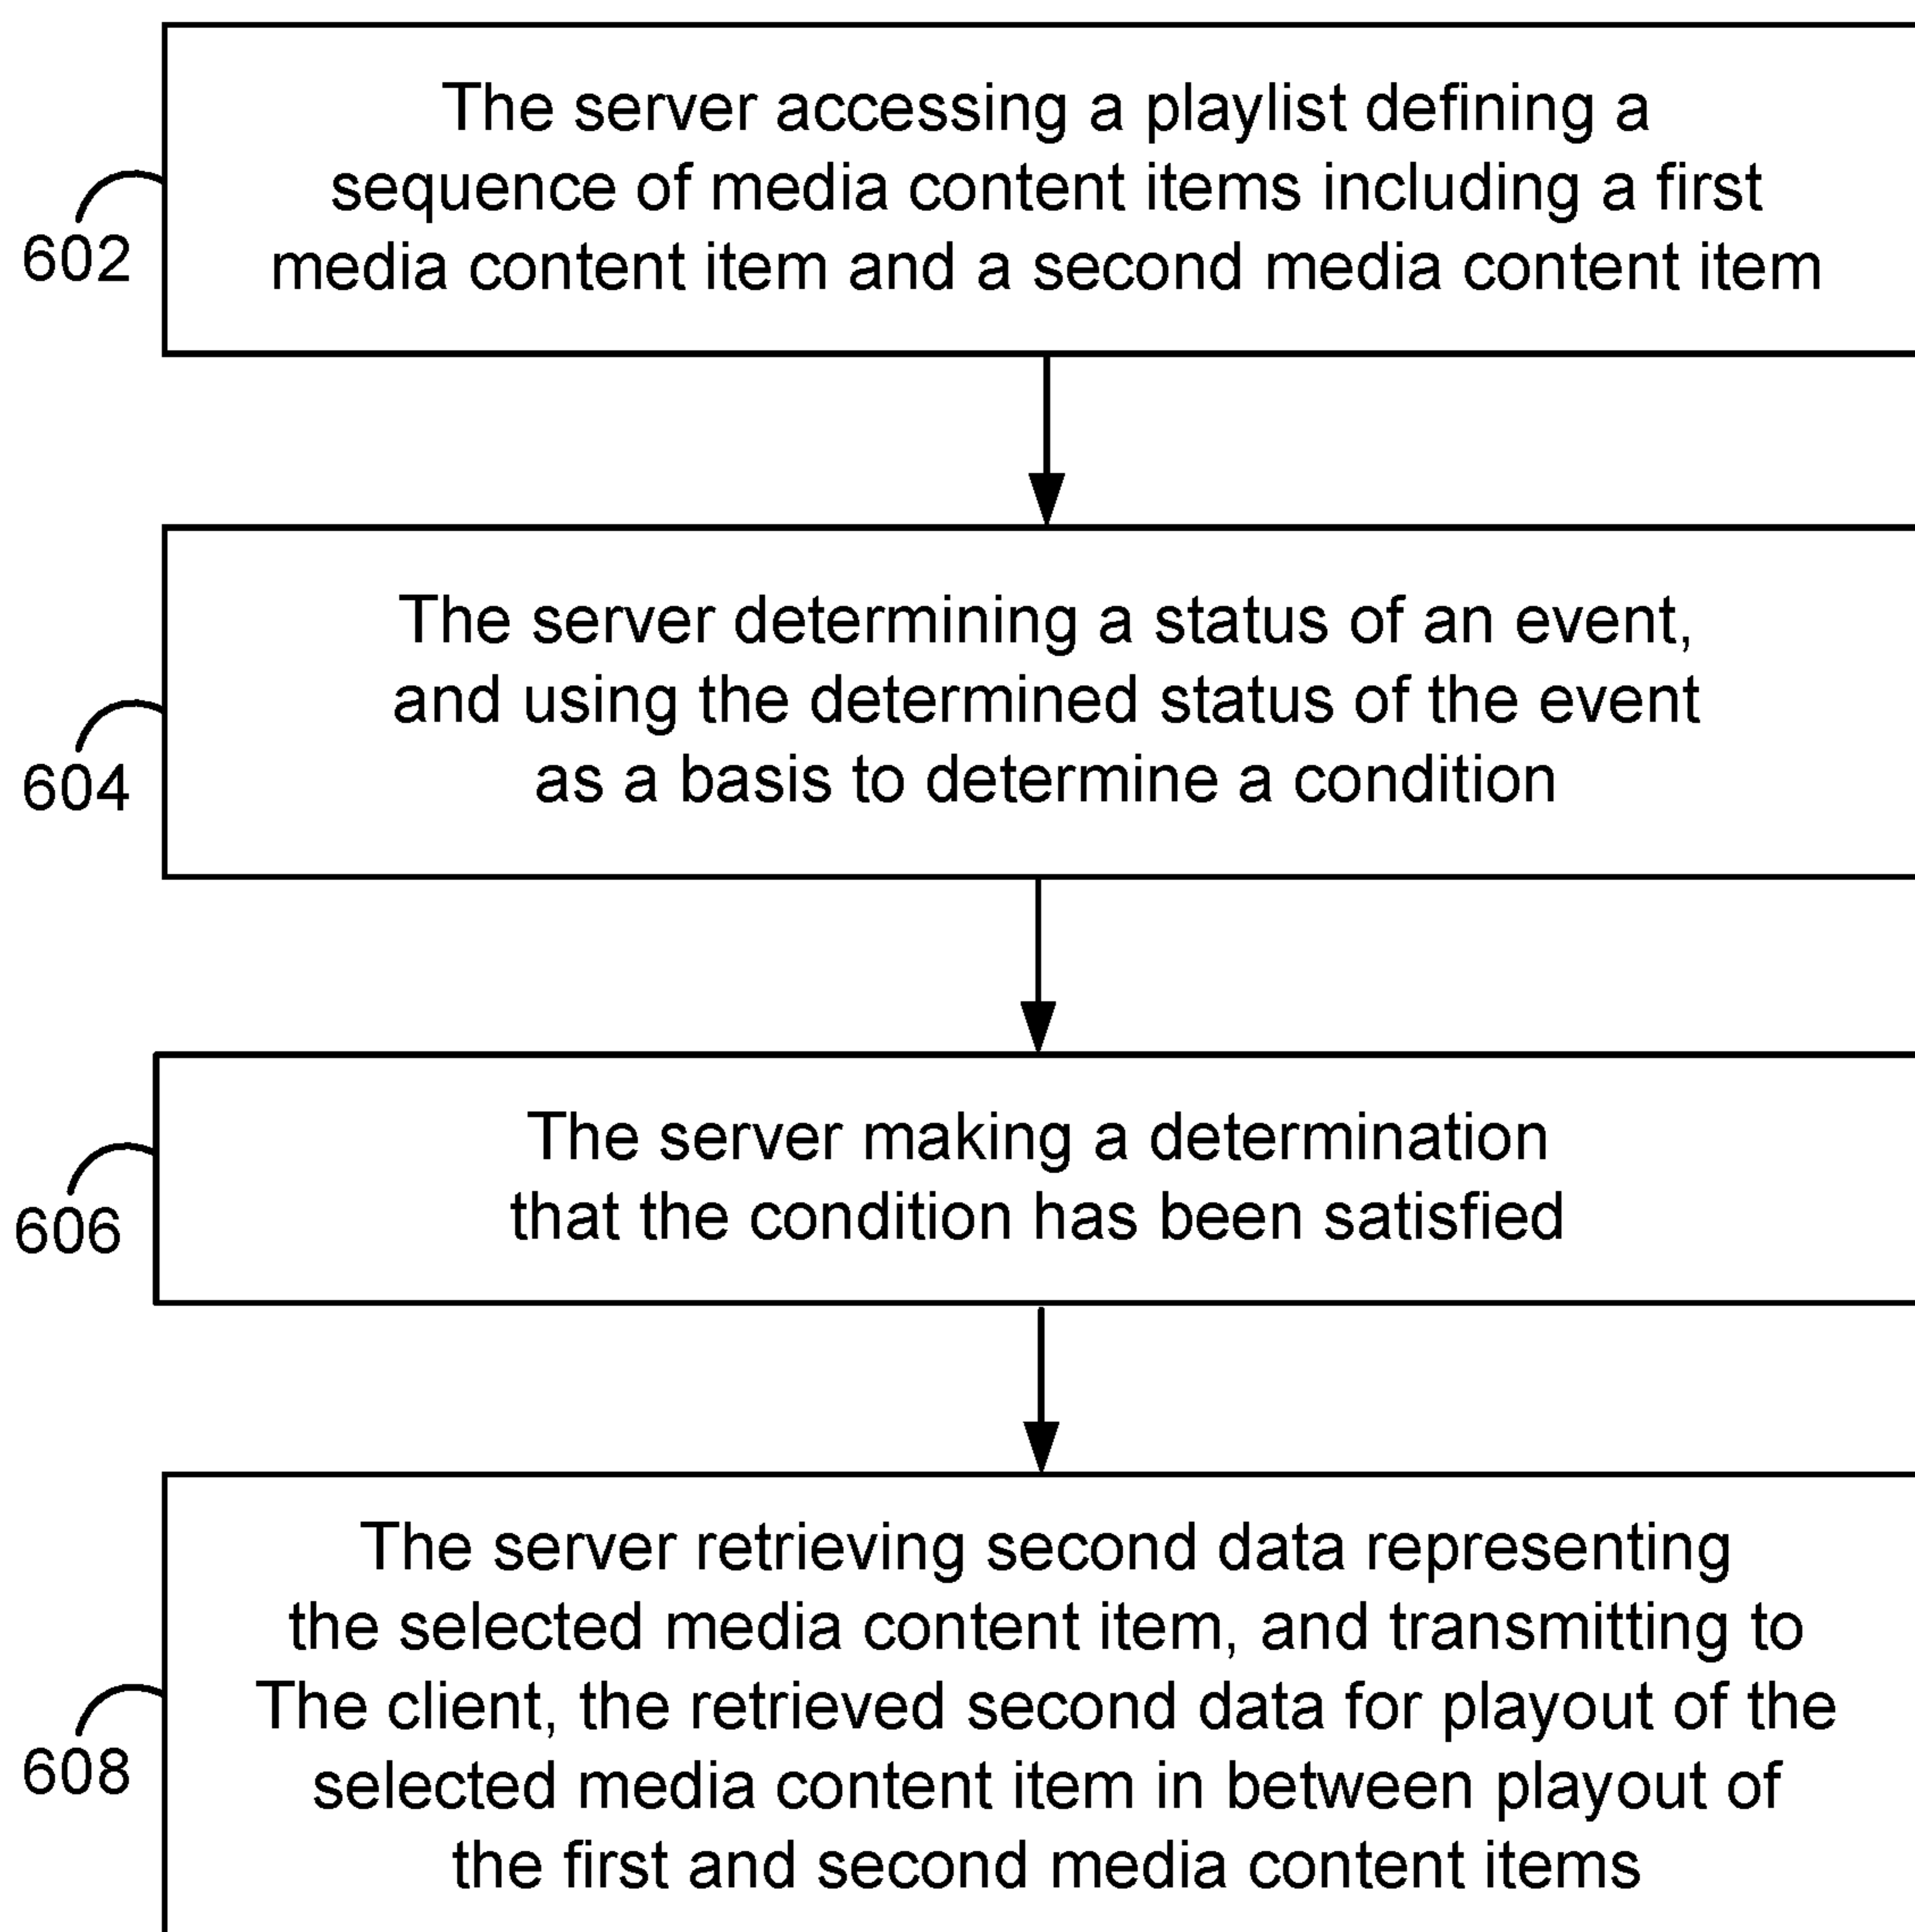 The server accessing a playlist defining a
sequence of media content items including a first
media content item and a second media content item
602
The server determining a status of an event,
and using the determined status of the event
as a basis to determine a condition
604
The server making a determination
that the condition has been satisfied
606
The server retrieving second data representing
the selected media content item, and transmitting to
The client, the retrieved second data for playout of the
selected media content item in between playout of
the first and second media content items
608